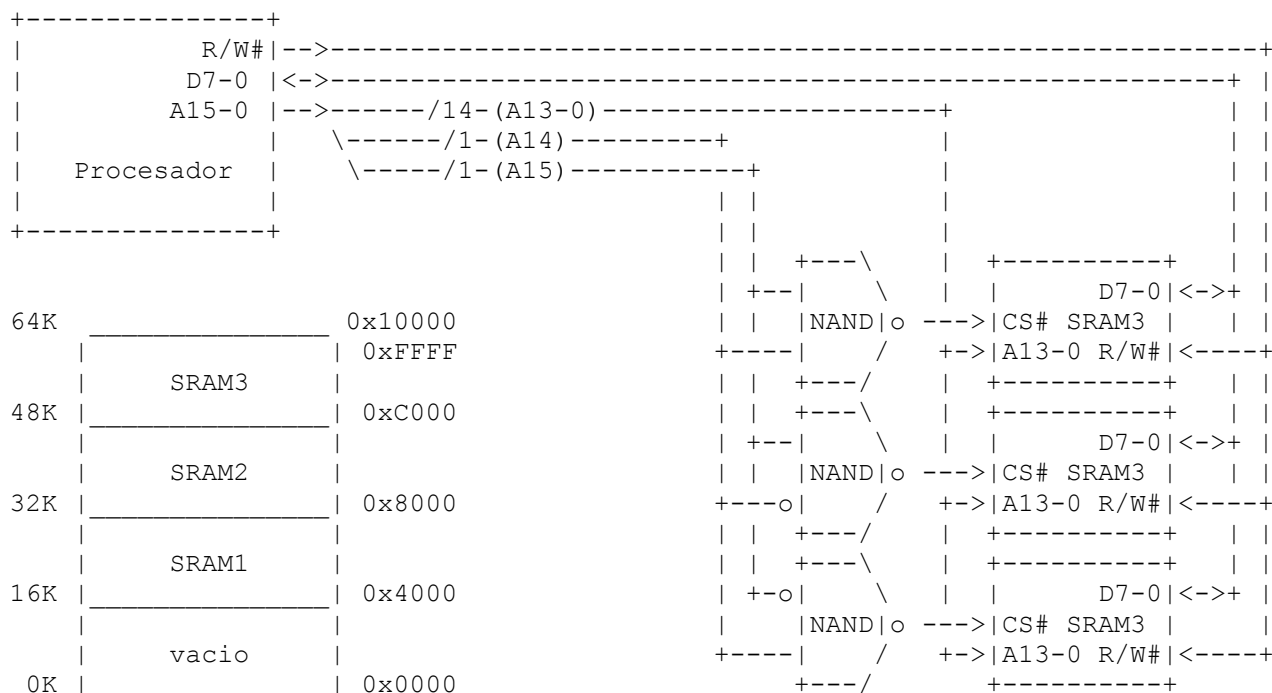 R/W#
D7-0
A15-0 /14-(A13-0)
/1-(A14)
Procesador /1-(A15)
D7-0
64K 0x10000 NAND CS# SRAM3
0xFFFF A13-0 R/W#
SRAM3
48K 0xC000
D7-0
SRAM2 NAND CS# SRAM3
32K 0x8000 A13-0 R/W#
SRAM1
16K 0x4000 D7-0
NAND CS# SRAM3
vacio A13-0 R/W#
0K 0x0000